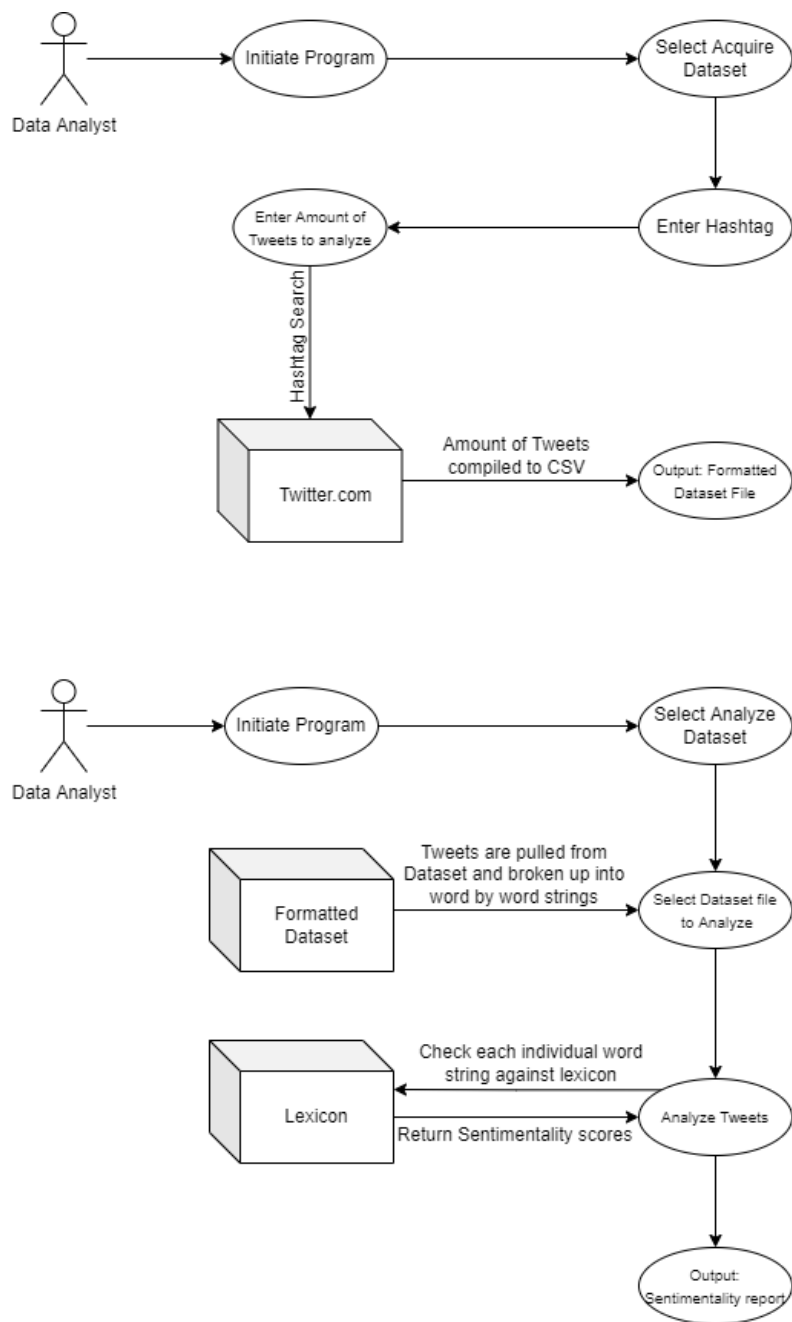 Data Analyst
Initiate Program
Select Acquire
Dataset
Enter Amount of
Tweets to analyze
Enter Hashtag
Hashtag Search
Twitter.com
Amount of Tweets
compiled to CSV
Output: Formatted
Dataset File
Data Analyst
Initiate Program
Select Analyze
Dataset
Formatted
Dataset
Tweets are pulled from
Dataset and broken up into
word by word strings
Select Dataset file
to Analyze
Lexicon
Check each individual word
string against lexicon
Return Sentimentality scores
Analyze Tweets
Output:
Sentimentality report